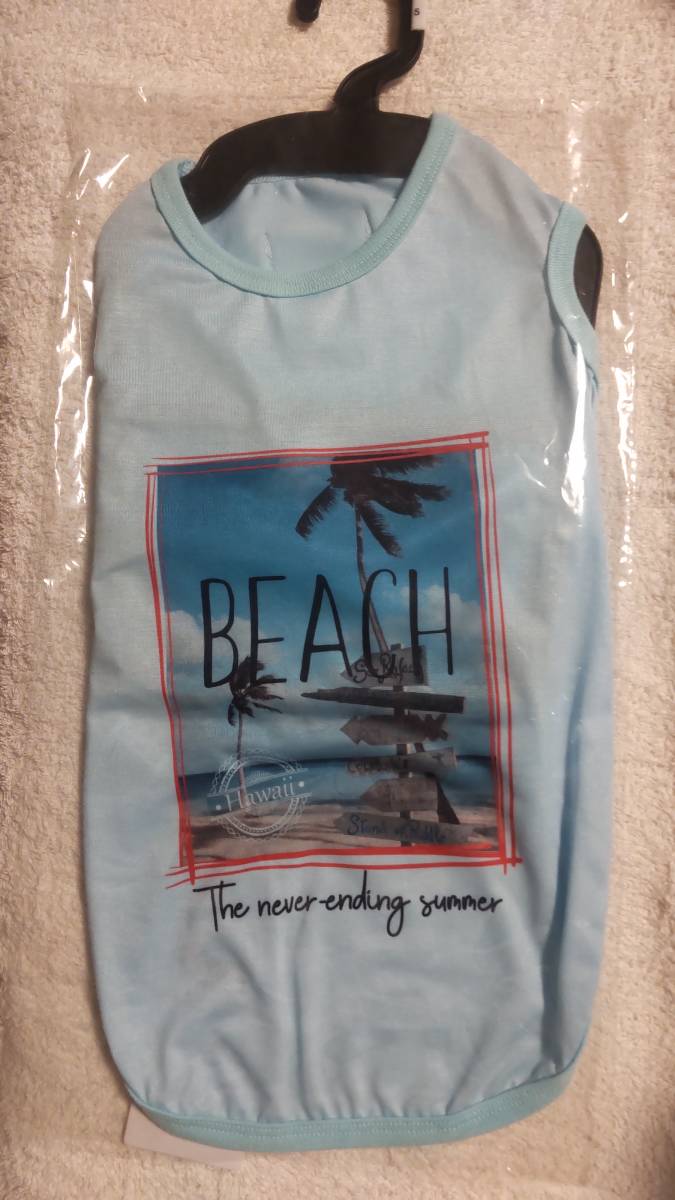 S
BEACH
Hawaii
The never-ending summer